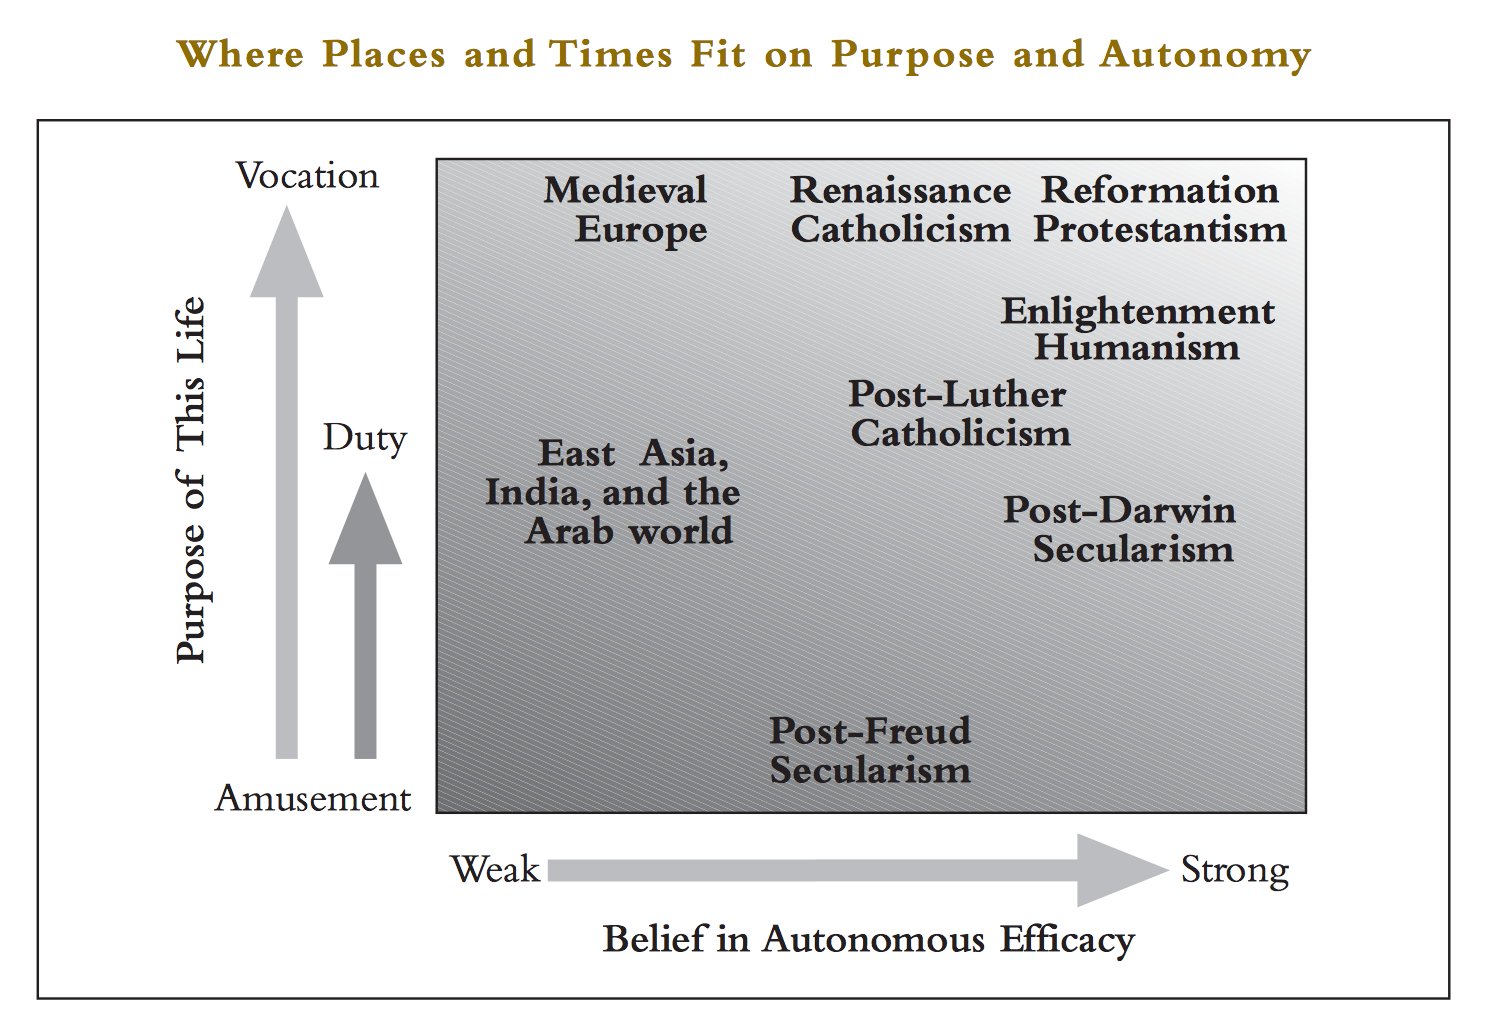 Where Places and Times Fit on Purpose and Autonomy
Vocation
Duty
Amusement
Purpose of This Life
Medieval
Europe
Renaissance
Catholicism
Reformation
Protestantism
Enlightenment
Humanism
Post-Luther
Catholicism
East Asia,
India, and the
Arab world
Post-Darwin
Secularism
Post-Freud
Secularism
Weak
Strong
Belief in Autonomous Efficacy